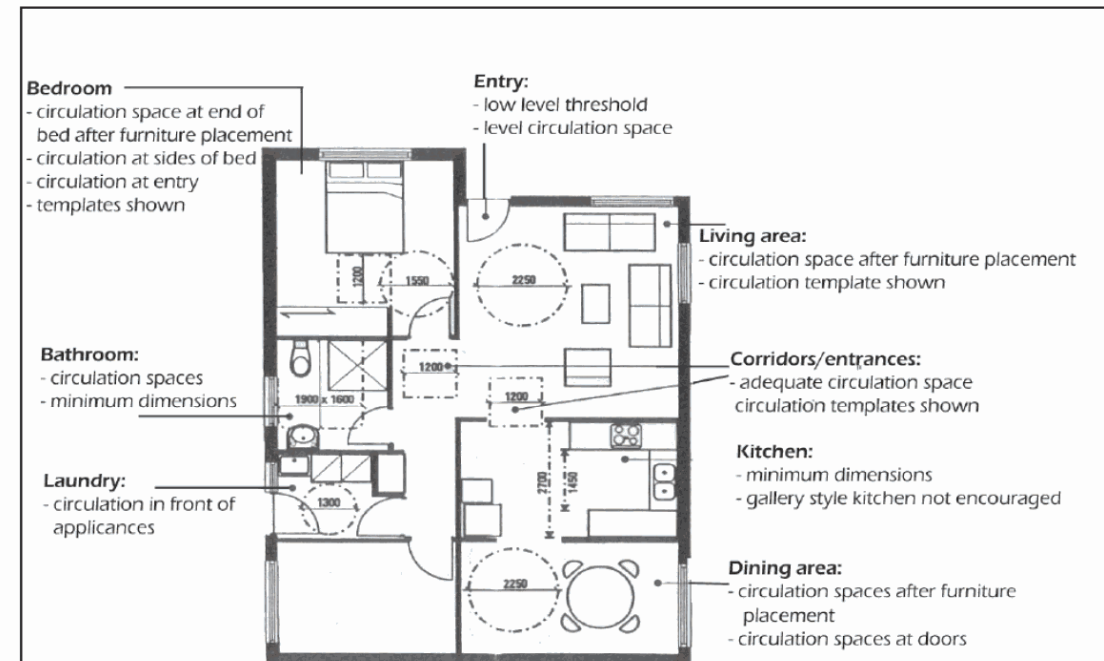 Bedroom
- circulation space at end of
bed after furniture placement
- circulation at sides of bed
- circulation at entry
- templates shown
Entry:
- low level threshold
- level circulation space
Living area:
- circulation space after furniture placement
- circulation template shown
1200
1550
2250
Bathroom:
- circulation spaces
- minimum dimensions
1200
1900 x 1600
1200
Corridors/entrances:
- adequate circulation space
circulation templates shown
Kitchen:
- minimum dimensions
- gallery style kitchen not encouraged
2700
1450
Laundry:
- circulation in front of
applicances
1300
2250
Dining area:
- circulation spaces after furniture
placement
- circulation spaces at doors